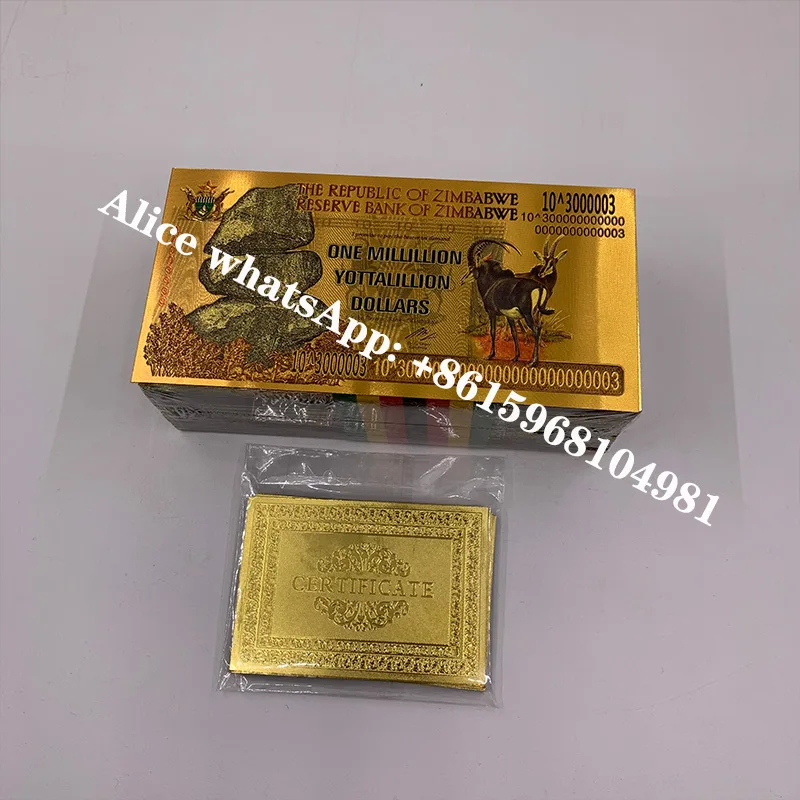 THE REPUBLIC OF ZIMBABWE
RESERVE BANK OF ZIMBABWE
10^3000003
10^300000000000
0000000000003
ONE MILLILLION
YOTTALILLION
DOLLARS
10^3000003
Alice whatsApp: +8615968104981
CERTIFICATE